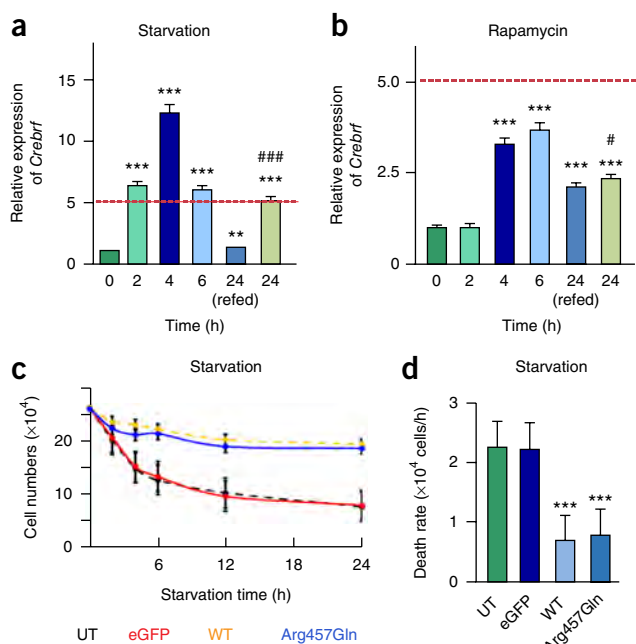 a
Starvation
Relative expression
of Crebrf
15
10
5
0
***
***
***
**
###
***
0 2 4 6 24 24
(refed)
Time (h)
b
Rapamycin
Relative expression
of Crebrf
5.0
2.5
0
***
***
***
#
***
0 2 4 6 24 24
(refed)
Time (h)
c
Starvation
Cell numbers (×10⁴)
20
10
0
6 12 18 24
Starvation time (h)
UT eGFP WT Arg457Gln
d
Starvation
Death rate (×10⁴ cells/h)
3
2
1
0
***
***
UT
eGFP
WT
Arg457Gln